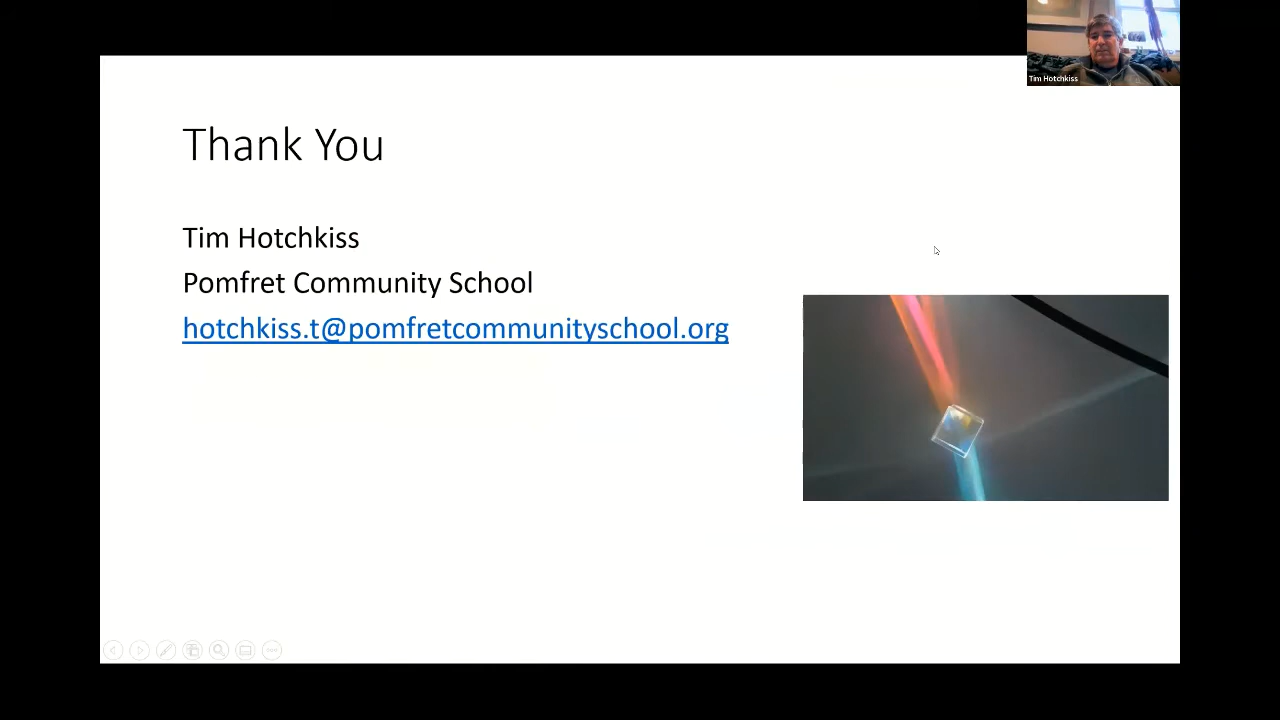 Tim Hotchkiss
Thank You
Tim Hotchkiss
Pomfret Community School
hotchkiss.t@pomfretcommunityschool.org